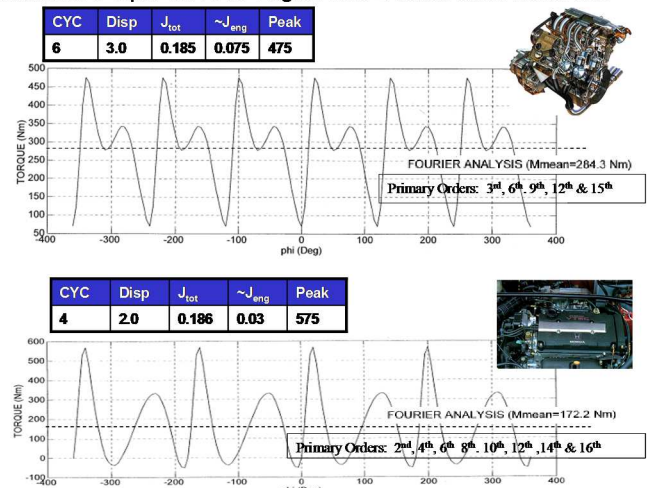 CYC Disp Jtot ~Jeng Peak
6 3.0 0.185 0.075 475
500
450
400
350
300
250
200
150
100
50
TORQUE (Nm)
FOURIER ANALYSIS (Mmean=284.3 Nm)
Primary Orders: 3rd, 6th. 9th, 12th & 15th
-400 -300 -200 -100 0 100 200 300 400
phi (Deg)
CYC Disp Jtot ~Jeng Peak
4 2.0 0.186 0.03 575
600
500
400
300
200
100
0
-100
TORQUE (Nm)
FOURIER ANALYSIS (Mmean=172.2 Nm)
Primary Orders: 2nd, 4th, 6th 8th. 10th, 12th ,14th & 16th
-400 -300 -200 -100 0 100 200 300 400
HONDA